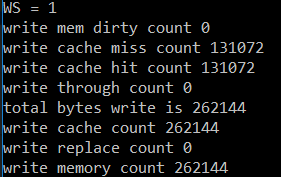 WS = 1
write mem dirty count 0
write cache miss count 131072
write cache hit count 131072
write through count 0
total bytes write is 262144
write cache count 262144
write replace count 0
write memory count 262144